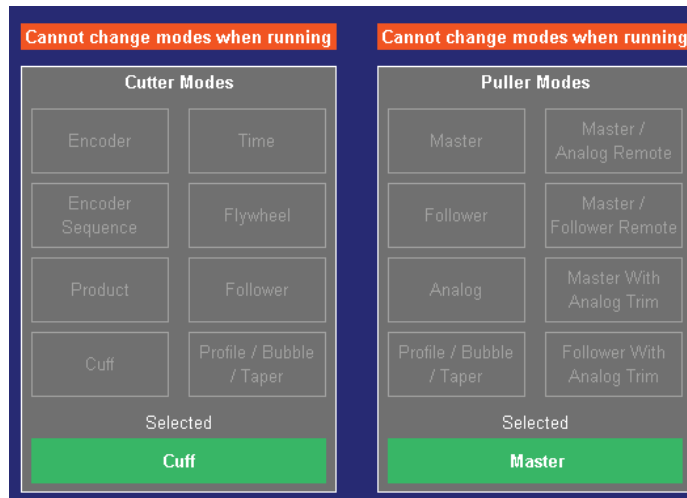 Cannot change modes when running
Cutter Modes
Encoder
Time
Encoder
Sequence
Flywheel
Product
Follower
Cuff
Profile / Bubble
/ Taper
Selected
Cuff
Cannot change modes when running
Puller Modes
Master
Master /
Analog Remote
Follower
Master /
Follower Remote
Analog
Master With
Analog Trim
Profile / Bubble
/ Taper
Follower With
Analog Trim
Selected
Master